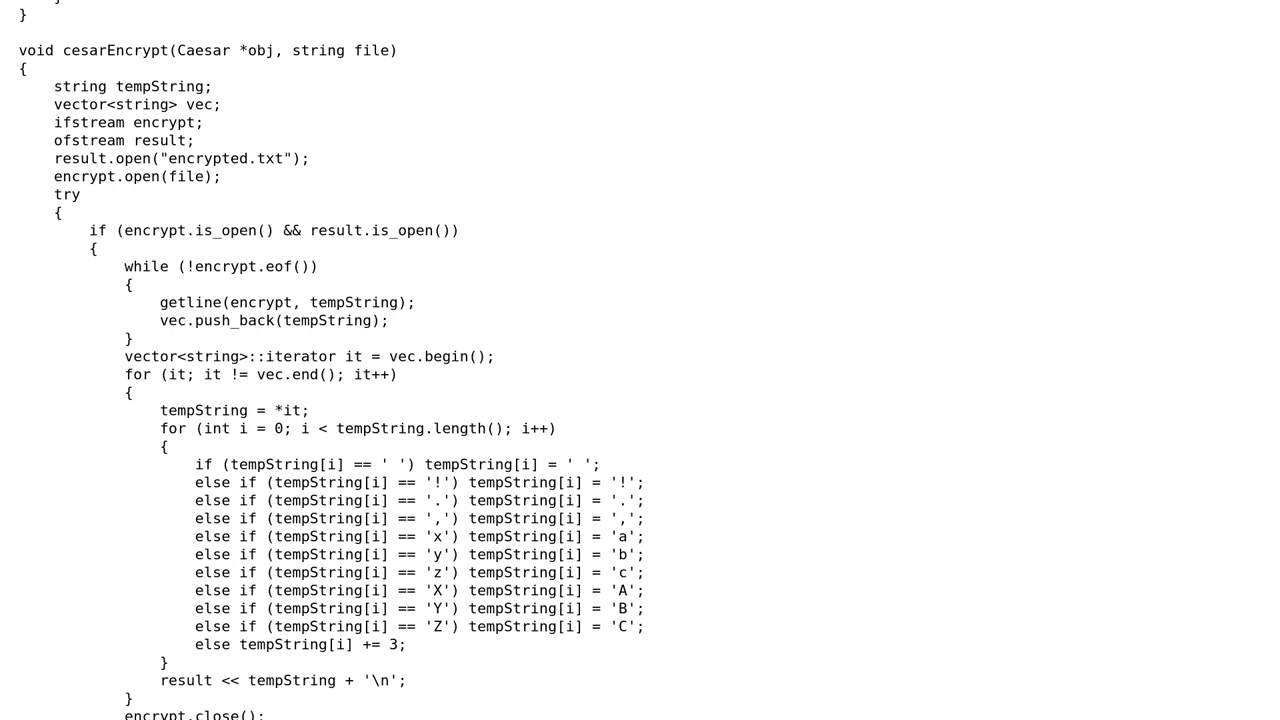 }
void cesarEncrypt(Caesar *obj, string file)
{
    string tempString;
    vector<string> vec;
    ifstream encrypt;
    ofstream result;
    result.open("encrypted.txt");
    encrypt.open(file);
    try
    {
        if (encrypt.is_open() && result.is_open())
        {
            while (!encrypt.eof())
            {
                getline(encrypt, tempString);
                vec.push_back(tempString);
            }
            vector<string>::iterator it = vec.begin();
            for (it; it != vec.end(); it++)
            {
                tempString = *it;
                for (int i = 0; i < tempString.length(); i++)
                {
                    if (tempString[i] == ' ') tempString[i] = ' ';
                    else if (tempString[i] == '!') tempString[i] = '!';
                    else if (tempString[i] == '.') tempString[i] = '.';
                    else if (tempString[i] == ',') tempString[i] = ',';
                    else if (tempString[i] == 'x') tempString[i] = 'a';
                    else if (tempString[i] == 'y') tempString[i] = 'b';
                    else if (tempString[i] == 'z') tempString[i] = 'c';
                    else if (tempString[i] == 'X') tempString[i] = 'A';
                    else if (tempString[i] == 'Y') tempString[i] = 'B';
                    else if (tempString[i] == 'Z') tempString[i] = 'C';
                    else tempString[i] += 3;
                }
                result << tempString + '\n';
            }
            encrypt.close();